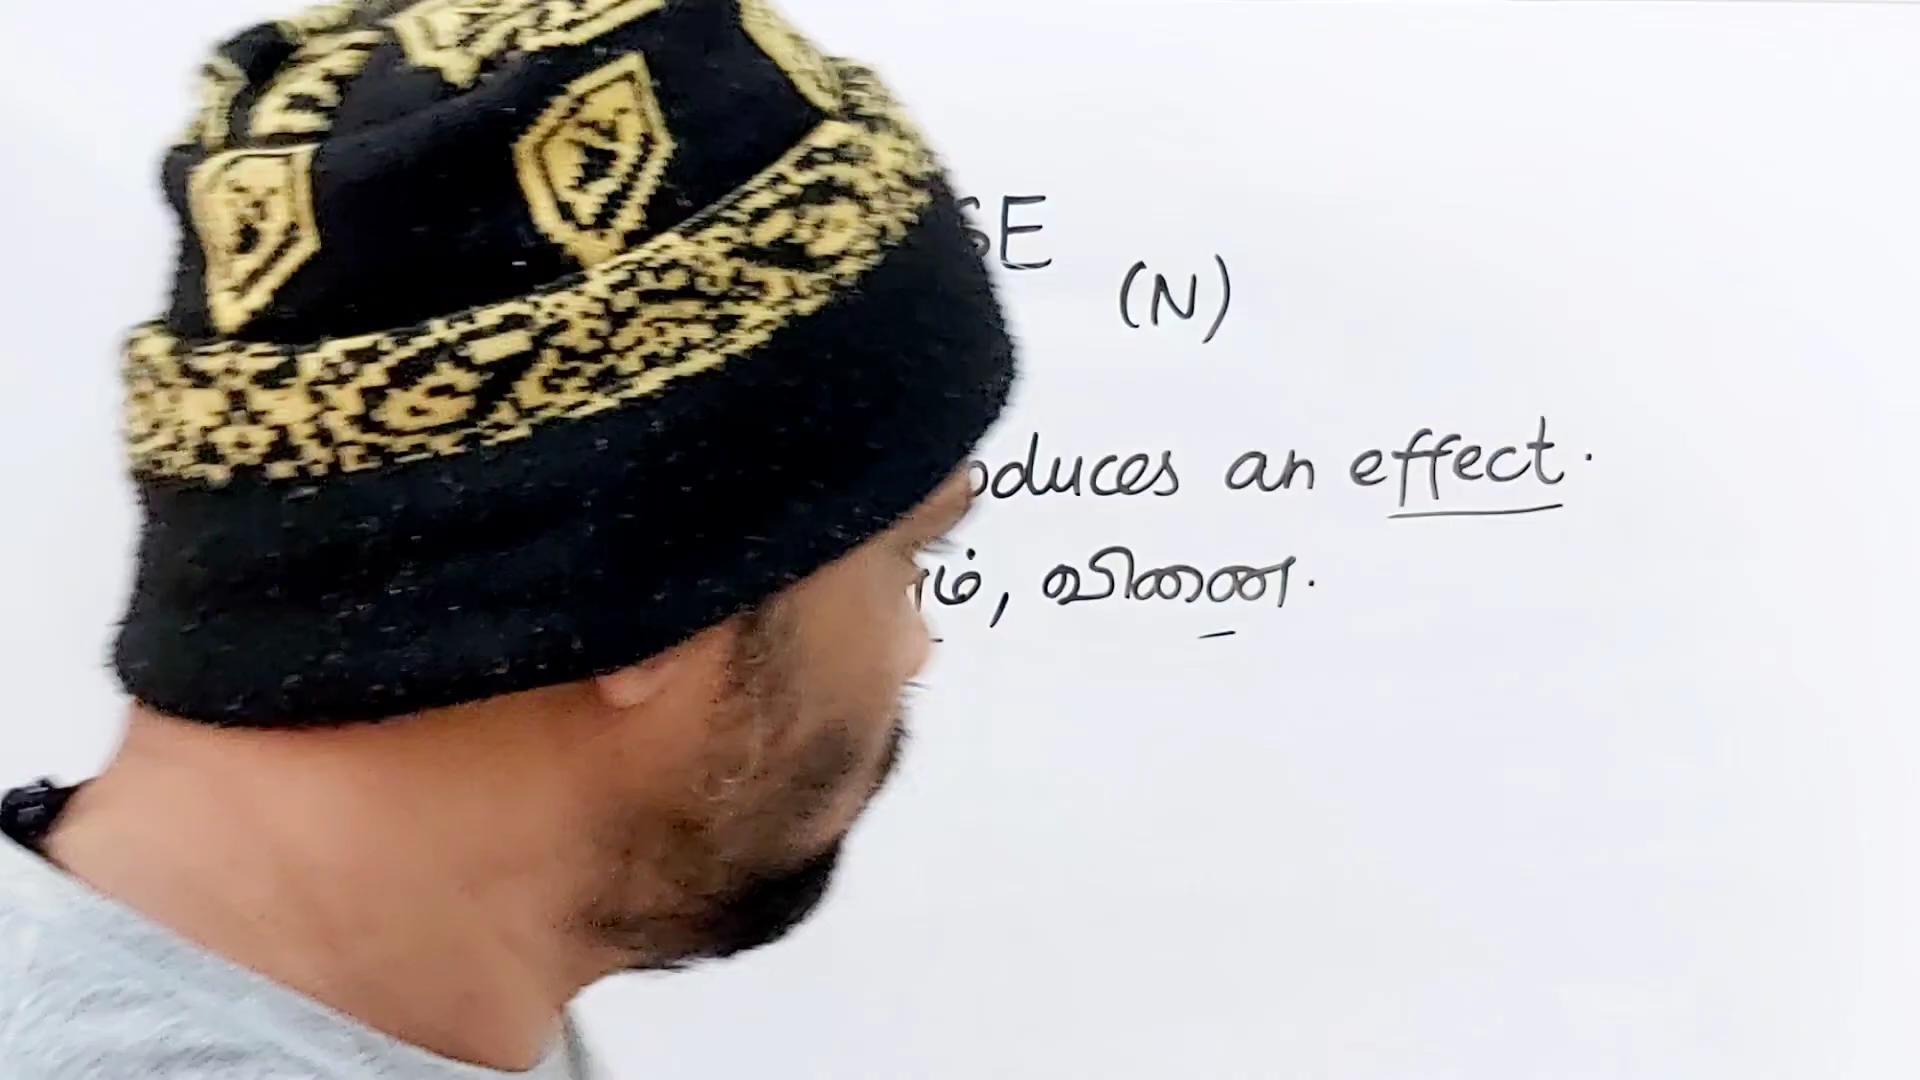 SE
(N)
oduces an effect.
ம், வினை.